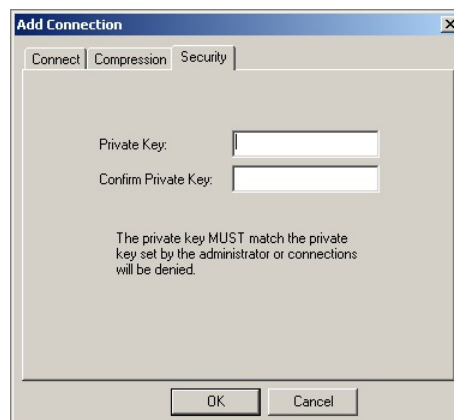 Add Connection
Connect Compression Security
Private Key:
Confirm Private Key:
The private key MUST match the private
key set by the administrator or connections
will be denied.
OK Cancel